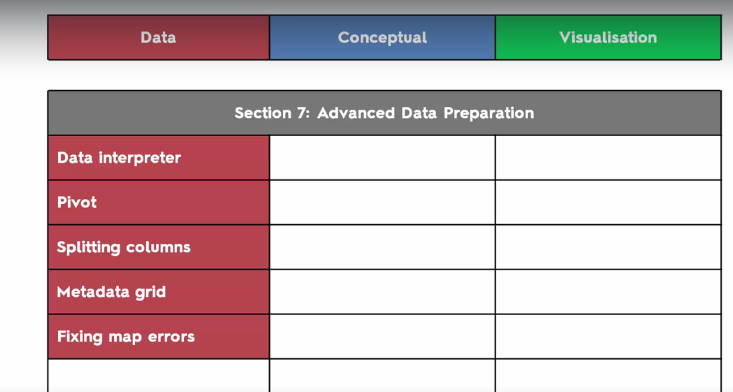 Data Conceptual Visualisation
Section 7: Advanced Data Preparation
Data interpreter
Pivot
Splitting columns
Metadata grid
Fixing map errors